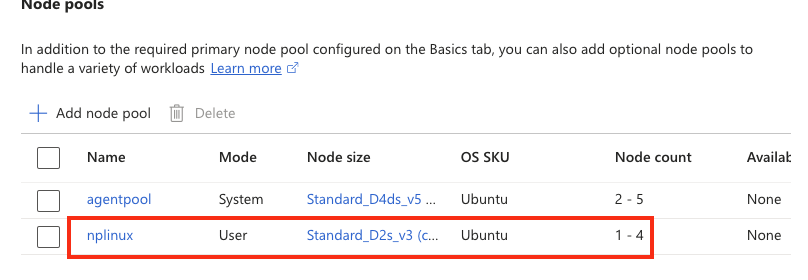 Node pools
In addition to the required primary node pool configured on the Basics tab, you can also add optional node pools to
handle a variety of workloads Learn more
Add node pool Delete
Name Mode Node size OS SKU Node count Availal
agentpool System Standard_D4ds_v5 ... Ubuntu 2 - 5 None
nplinux User Standard_D2s_v3 (c... Ubuntu 1 - 4 None